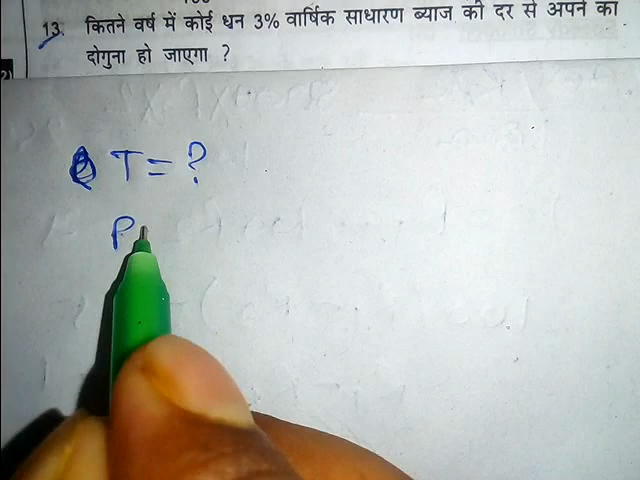 13. कितने वर्ष में कोई धन 3% वार्षिक साधारण ब्याज की दर से अपने का
दोगुना हो जाएगा ?
T = ?
P